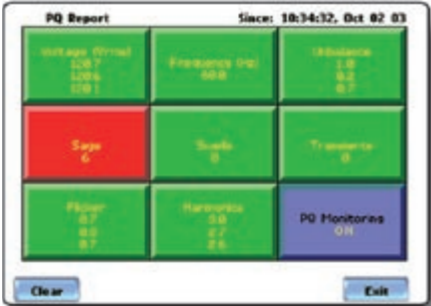 PQ Report Since: 10:34:32, Oct 02 03
Voltage (Vrms)
120.7
120.6
120.1
Frequency (Hz)
60.0
Unbalance
1.0
0.2
0.7
Sags
6
Swells
0
Transients
0
Flicker
0.7
0.7
Harmonics
3.0
2.7
2.6
PQ Monitoring
ON
Clear Exit